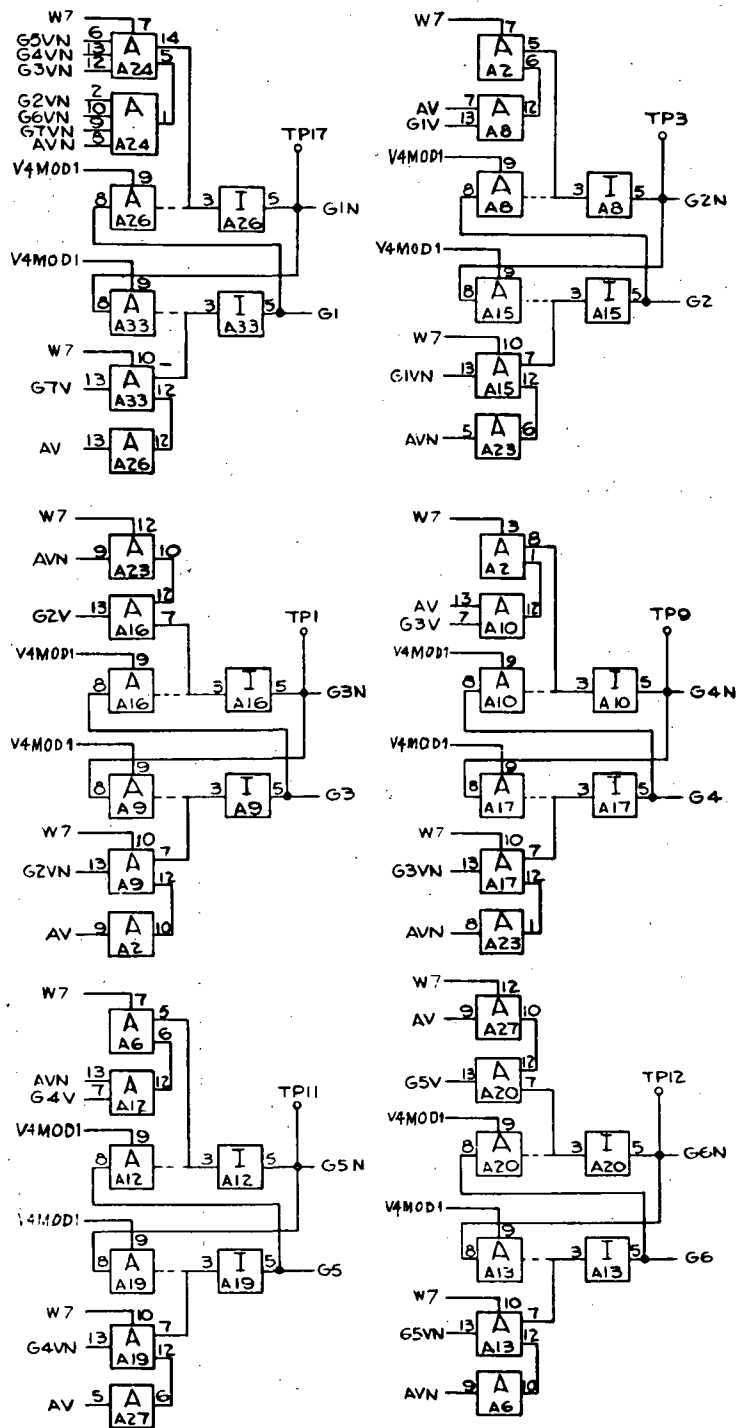 W7
7
G5VN 6
G4VN 13
G3VN 12
A
A24
14
5
G2VN 2
G6VN 10
G7VN 9
AVN 8
A
A24
1
TP17
V4MOD1
9
8
A
A26
3
I
A26
5
G1N
V4MOD1
9
8
A
A33
3
I
A33
5
G1
W7
10
1
G7V 13
A
A33
12
AV 13
A
A26
12
W7
7
A
A2
5
6
AV 7
G1V 13
A
A8
12
TP3
V4MOD1
9
8
A
A8
3
I
A8
5
G2N
V4MOD1
9
8
A
A15
3
I
A15
5
G2
W7
10
7
G1VN 13
A
A15
12
AVN 5
A
A23
6
W7
12
AVN 9
A
A23
10
G2V 13
A
A16
12
7
TP1
V4MOD1
9
8
A
A16
3
I
A16
5
G3N
V4MOD1
9
8
A
A9
3
I
A9
5
G3
W7
10
7
G2VN 13
A
A9
12
AV 9
A
A2
10
W7
3
A
A2
8
1
AV 13
G3V 7
A
A10
12
TP9
V4MOD1
9
8
A
A10
3
I
A10
5
G4N
V4MOD1
9
8
A
A17
3
I
A17
5
G4
W7
10
7
G3VN 13
A
A17
12
AVN 8
A
A23
1
W7
7
A
A6
5
6
AVN 13
G4V 7
A
A12
12
TP11
V4MOD1
9
8
A
A12
3
I
A12
5
G5N
V4MOD1
9
8
A
A19
3
I
A19
5
G5
W7
10
7
G4VN 13
A
A19
12
AV 5
A
A27
6
W7
12
AV 9
A
A27
10
G5V 13
A
A20
12
7
TP12
V4MOD1
9
8
A
A20
3
I
A20
5
G6N
V4MOD1
9
8
A
A13
3
I
A13
5
G6
W7
10
7
G5VN 13
A
A13
12
AVN 9
A
A6
10